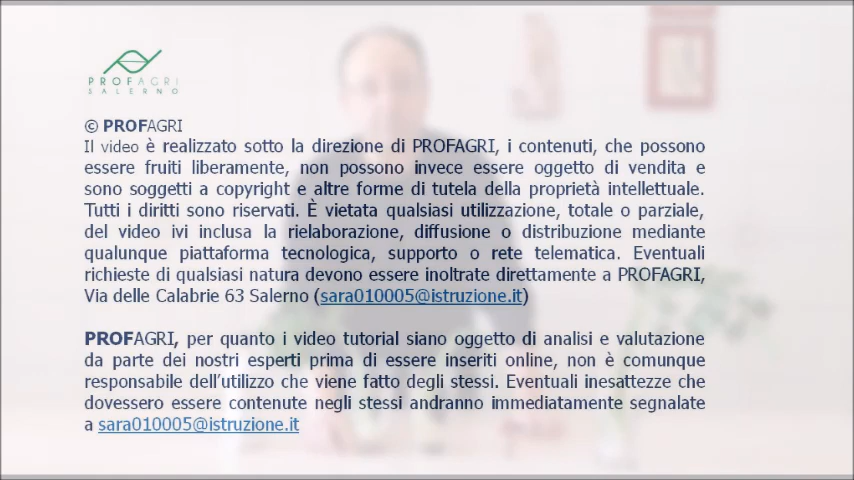 PROFAGRI
SALERNO
© PROFAGRI
Il video è realizzato sotto la direzione di PROFAGRI, i contenuti, che possono
essere fruiti liberamente, non possono invece essere oggetto di vendita e
sono soggetti a copyright e altre forme di tutela della proprietà intellettuale.
Tutti i diritti sono riservati. È vietata qualsiasi utilizzazione, totale o parziale,
del video ivi inclusa la rielaborazione, diffusione o distribuzione mediante
qualunque piattaforma tecnologica, supporto o rete telematica. Eventuali
richieste di qualsiasi natura devono essere inoltrate direttamente a PROFAGRI,
Via delle Calabrie 63 Salerno (sara010005@istruzione.it)
PROFAGRI, per quanto i video tutorial siano oggetto di analisi e valutazione
da parte dei nostri esperti prima di essere inseriti online, non è comunque
responsabile dell'utilizzo che viene fatto degli stessi. Eventuali inesattezze che
dovessero essere contenute negli stessi andranno immediatamente segnalate
a sara010005@istruzione.it